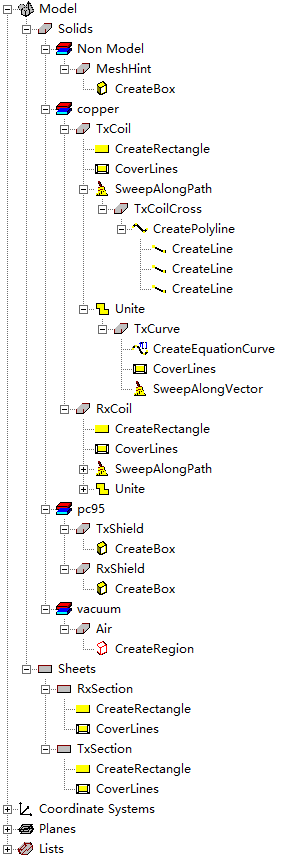 Model
Solids
Non Model
MeshHint
CreateBox
copper
TxCoil
CreateRectangle
CoverLines
SweepAlongPath
TxCoilCross
CreatePolyline
CreateLine
CreateLine
CreateLine
Unite
TxCurve
CreateEquationCurve
CoverLines
SweepAlongVector
RxCoil
CreateRectangle
CoverLines
SweepAlongPath
Unite
pc95
TxShield
CreateBox
RxShield
CreateBox
vacuum
Air
CreateRegion
Sheets
RxSection
CreateRectangle
CoverLines
TxSection
CreateRectangle
CoverLines
Coordinate Systems
Planes
Lists